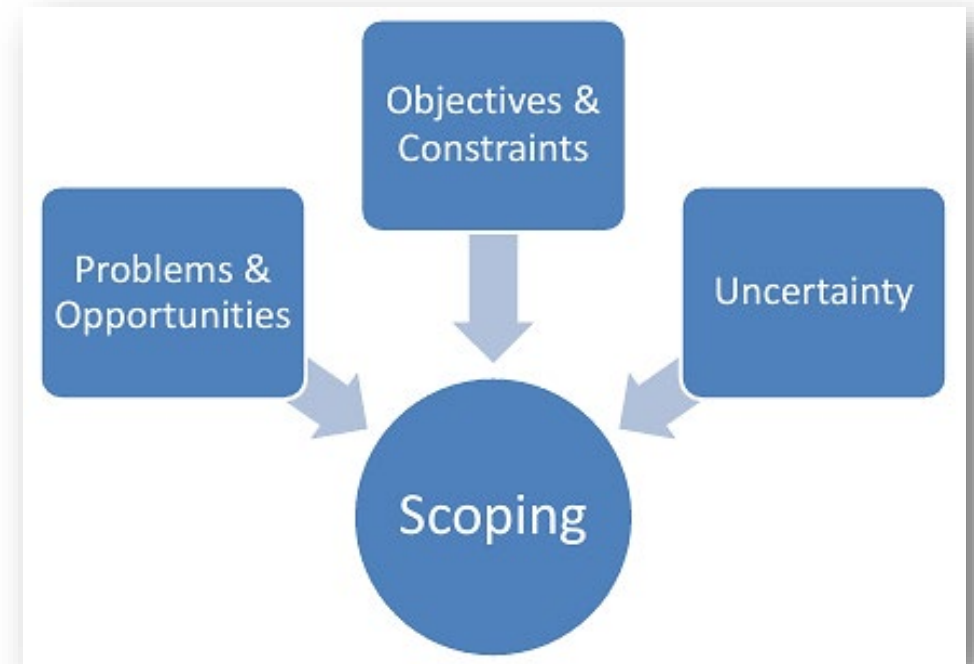 Objectives &
Constraints
Problems &
Opportunities
Uncertainty
Scoping